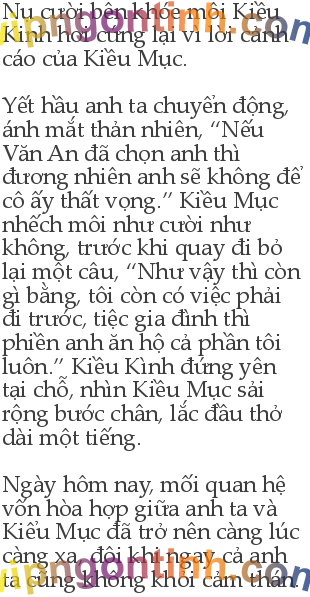 Nụ cười bên khóe môi Kiều
Kình hơi cứng lại vì lời cảnh
cáo của Kiều Mục.
Yết hầu anh ta chuyển động,
ánh mắt thản nhiên, “Nếu
Văn An đã chọn anh thì
đương nhiên anh sẽ không để
cô ấy thất vọng.” Kiều Mục
nhếch môi như cười như
không, trước khi quay đi bỏ
lại một câu, “Như vậy thì còn
gì bằng, tôi còn có việc phải
đi trước, tiệc gia đình thì
phiền anh ăn hộ cả phần tôi
luôn.” Kiều Kình đứng yên
tại chỗ, nhìn Kiều Mục sải
rộng bước chân, lắc đầu thở
dài một tiếng.
Ngày hôm nay, mối quan hệ
vốn hòa hợp giữa anh ta và
Kiều Mục đã trở nên càng lúc
càng xa, đôi khi ngay cả anh
ta cũng không khỏi cảm thán.
vipngontinh.com
vipngontinh.com